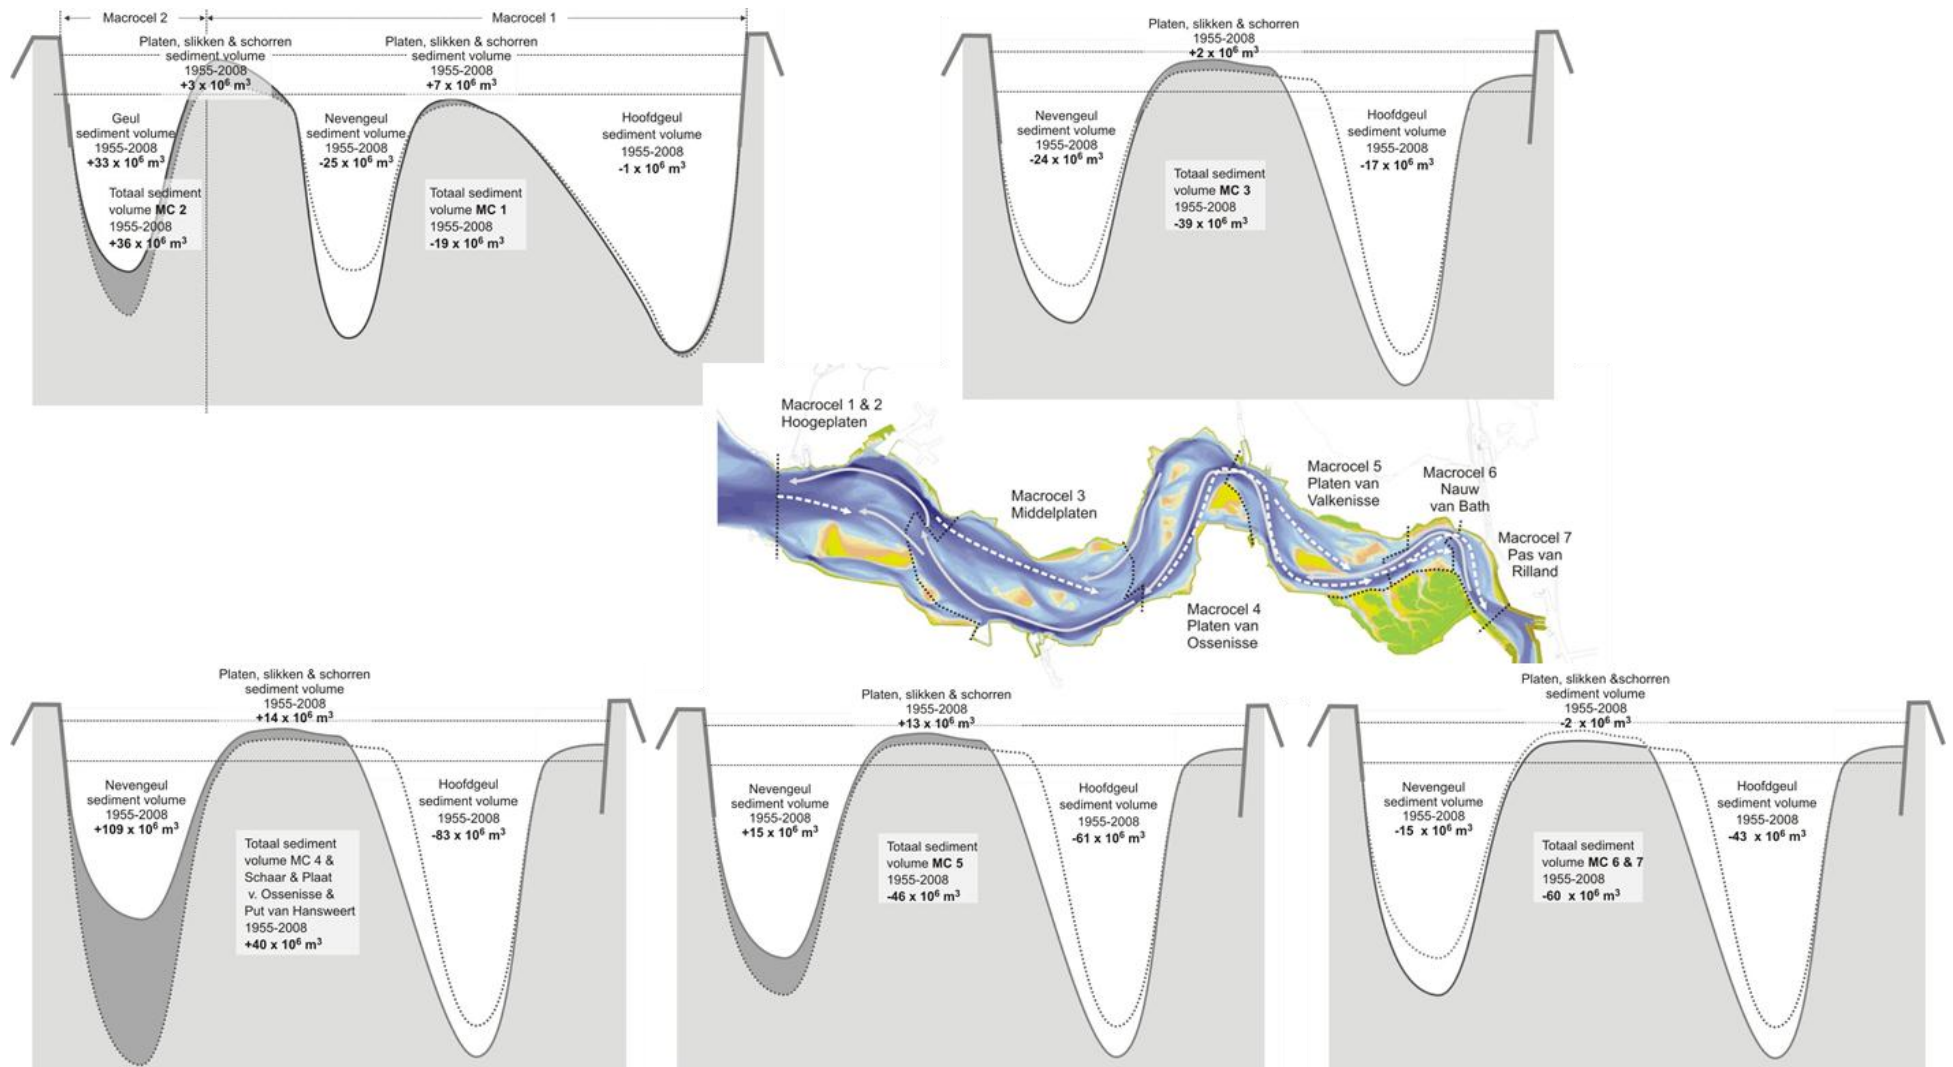 Macrocel 2
Macrocel 1
Platen, slikken & schorren
sediment volume
1955-2008
+3 x 10⁶ m³
Platen, slikken & schorren
sediment volume
1955-2008
+7 x 10⁶ m³
Geul
sediment volume
1955-2008
+33 x 10⁶ m³
Nevengeul
sediment volume
1955-2008
-25 x 10⁶ m³
Hoofdgeul
sediment volume
1955-2008
-1 x 10⁶ m³
Totaal sediment
volume MC 2
1955-2008
+36 x 10⁶ m³
Totaal sediment
volume MC 1
1955-2008
-19 x 10⁶ m³
Platen, slikken & schorren
1955-2008
+2 x 10⁶ m³
Nevengeul
sediment volume
1955-2008
-24 x 10⁶ m³
Hoofdgeul
sediment volume
1955-2008
-17 x 10⁶ m³
Totaal sediment
volume MC 3
1955-2008
-39 x 10⁶ m³
Macrocel 1 & 2
Hoogeplaten
Macrocel 3
Middelplaten
Macrocel 5
Platen van
Valkenisse
Macrocel 6
Nauw
van Bath
Macrocel 7
Pas van
Rilland
Macrocel 4
Platen van
Ossenisse
Platen, slikken & schorren
sediment volume
1955-2008
+14 x 10⁶ m³
Nevengeul
sediment volume
1955-2008
+109 x 10⁶ m³
Hoofdgeul
sediment volume
1955-2008
-83 x 10⁶ m³
Totaal sediment
volume MC 4 &
Schaar & Plaat
v. Ossenisse &
Put van Hansweert
1955-2008
+40 x 10⁶ m³
Platen, slikken & schorren
1955-2008
+13 x 10⁶ m³
Nevengeul
sediment volume
1955-2008
+15 x 10⁶ m³
Hoofdgeul
sediment volume
1955-2008
-61 x 10⁶ m³
Totaal sediment
volume MC 5
1955-2008
-46 x 10⁶ m³
Platen, slikken &schorren
sediment volume
1955-2008
-2 x 10⁶ m³
Nevengeul
sediment volume
1955-2008
-15 x 10⁶ m³
Hoofdgeul
sediment volume
1955-2008
-43 x 10⁶ m³
Totaal sediment
volume MC 6 & 7
1955-2008
-60 x 10⁶ m³